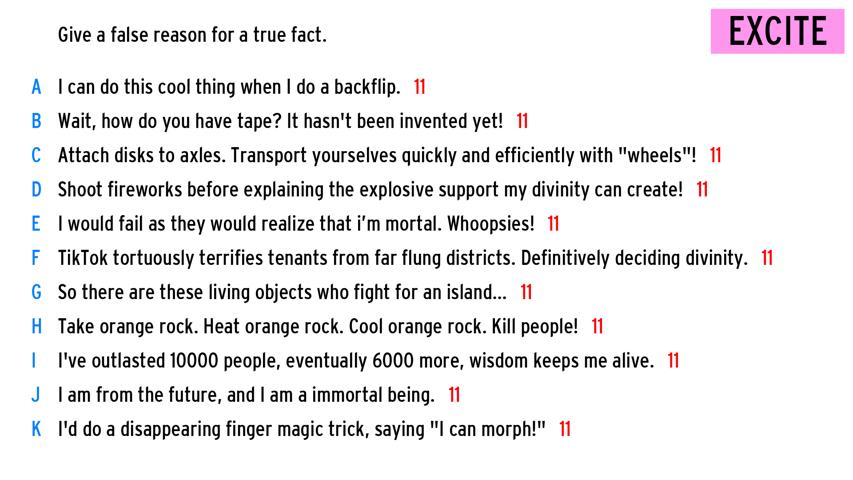 Give a false reason for a true fact.
EXCITE
A I can do this cool thing when I do a backflip. 11
B Wait, how do you have tape? It hasn't been invented yet! 11
C Attach disks to axles. Transport yourselves quickly and efficiently with "wheels"! 11
D Shoot fireworks before explaining the explosive support my divinity can create! 11
E I would fail as they would realize that i'm mortal. Whoopsies! 11
F TikTok tortuously terrifies tenants from far flung districts. Definitively deciding divinity. 11
G So there are these living objects who fight for an island... 11
H Take orange rock. Heat orange rock. Cool orange rock. Kill people! 11
I I've outlasted 10000 people, eventually 6000 more, wisdom keeps me alive. 11
J I am from the future, and I am a immortal being. 11
K I'd do a disappearing finger magic trick, saying "I can morph!" 11